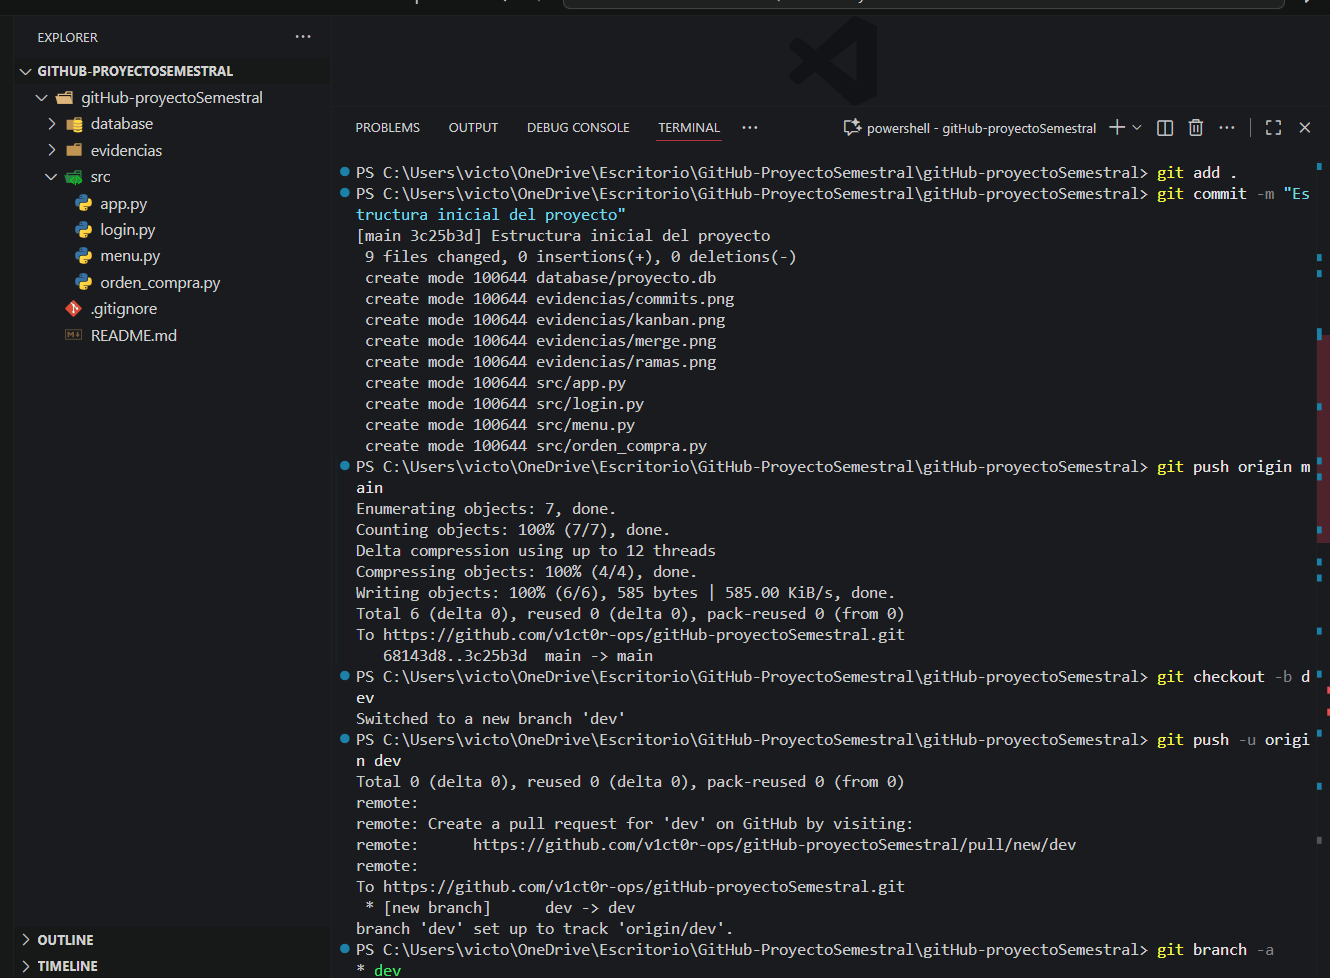 EXPLORER
GITHUB-PROYECTOSEMESTRAL
gitHub-proyectoSemestral
database
evidencias
src
app.py
login.py
menu.py
orden_compra.py
.gitignore
README.md
OUTLINE
TIMELINE
PROBLEMS OUTPUT DEBUG CONSOLE TERMINAL
powershell - gitHub-proyectoSemestral
PS C:\Users\victo\OneDrive\Escritorio\GitHub-ProyectoSemestral\gitHub-proyectoSemestral> git add .
PS C:\Users\victo\OneDrive\Escritorio\GitHub-ProyectoSemestral\gitHub-proyectoSemestral> git commit -m "Es
tructura inicial del proyecto"
[main 3c25b3d] Estructura inicial del proyecto
9 files changed, 0 insertions(+), 0 deletions(-)
create mode 100644 database/proyecto.db
create mode 100644 evidencias/commits.png
create mode 100644 evidencias/kanban.png
create mode 100644 evidencias/merge.png
create mode 100644 evidencias/ramas.png
create mode 100644 src/app.py
create mode 100644 src/login.py
create mode 100644 src/menu.py
create mode 100644 src/orden_compra.py
PS C:\Users\victo\OneDrive\Escritorio\GitHub-ProyectoSemestral\gitHub-proyectoSemestral> git push origin m
ain
Enumerating objects: 7, done.
Counting objects: 100% (7/7), done.
Delta compression using up to 12 threads
Compressing objects: 100% (4/4), done.
Writing objects: 100% (6/6), 585 bytes | 585.00 KiB/s, done.
Total 6 (delta 0), reused 0 (delta 0), pack-reused 0 (from 0)
To https://github.com/v1ct0r-ops/gitHub-proyectoSemestral.git
68143d8..3c25b3d main -> main
PS C:\Users\victo\OneDrive\Escritorio\GitHub-ProyectoSemestral\gitHub-proyectoSemestral> git checkout -b d
ev
Switched to a new branch 'dev'
PS C:\Users\victo\OneDrive\Escritorio\GitHub-ProyectoSemestral\gitHub-proyectoSemestral> git push -u origi
n dev
Total 0 (delta 0), reused 0 (delta 0), pack-reused 0 (from 0)
remote:
remote: Create a pull request for 'dev' on GitHub by visiting:
remote: https://github.com/v1ct0r-ops/gitHub-proyectoSemestral/pull/new/dev
remote:
To https://github.com/v1ct0r-ops/gitHub-proyectoSemestral.git
* [new branch] dev -> dev
branch 'dev' set up to track 'origin/dev'.
PS C:\Users\victo\OneDrive\Escritorio\GitHub-ProyectoSemestral\gitHub-proyectoSemestral> git branch -a
* dev